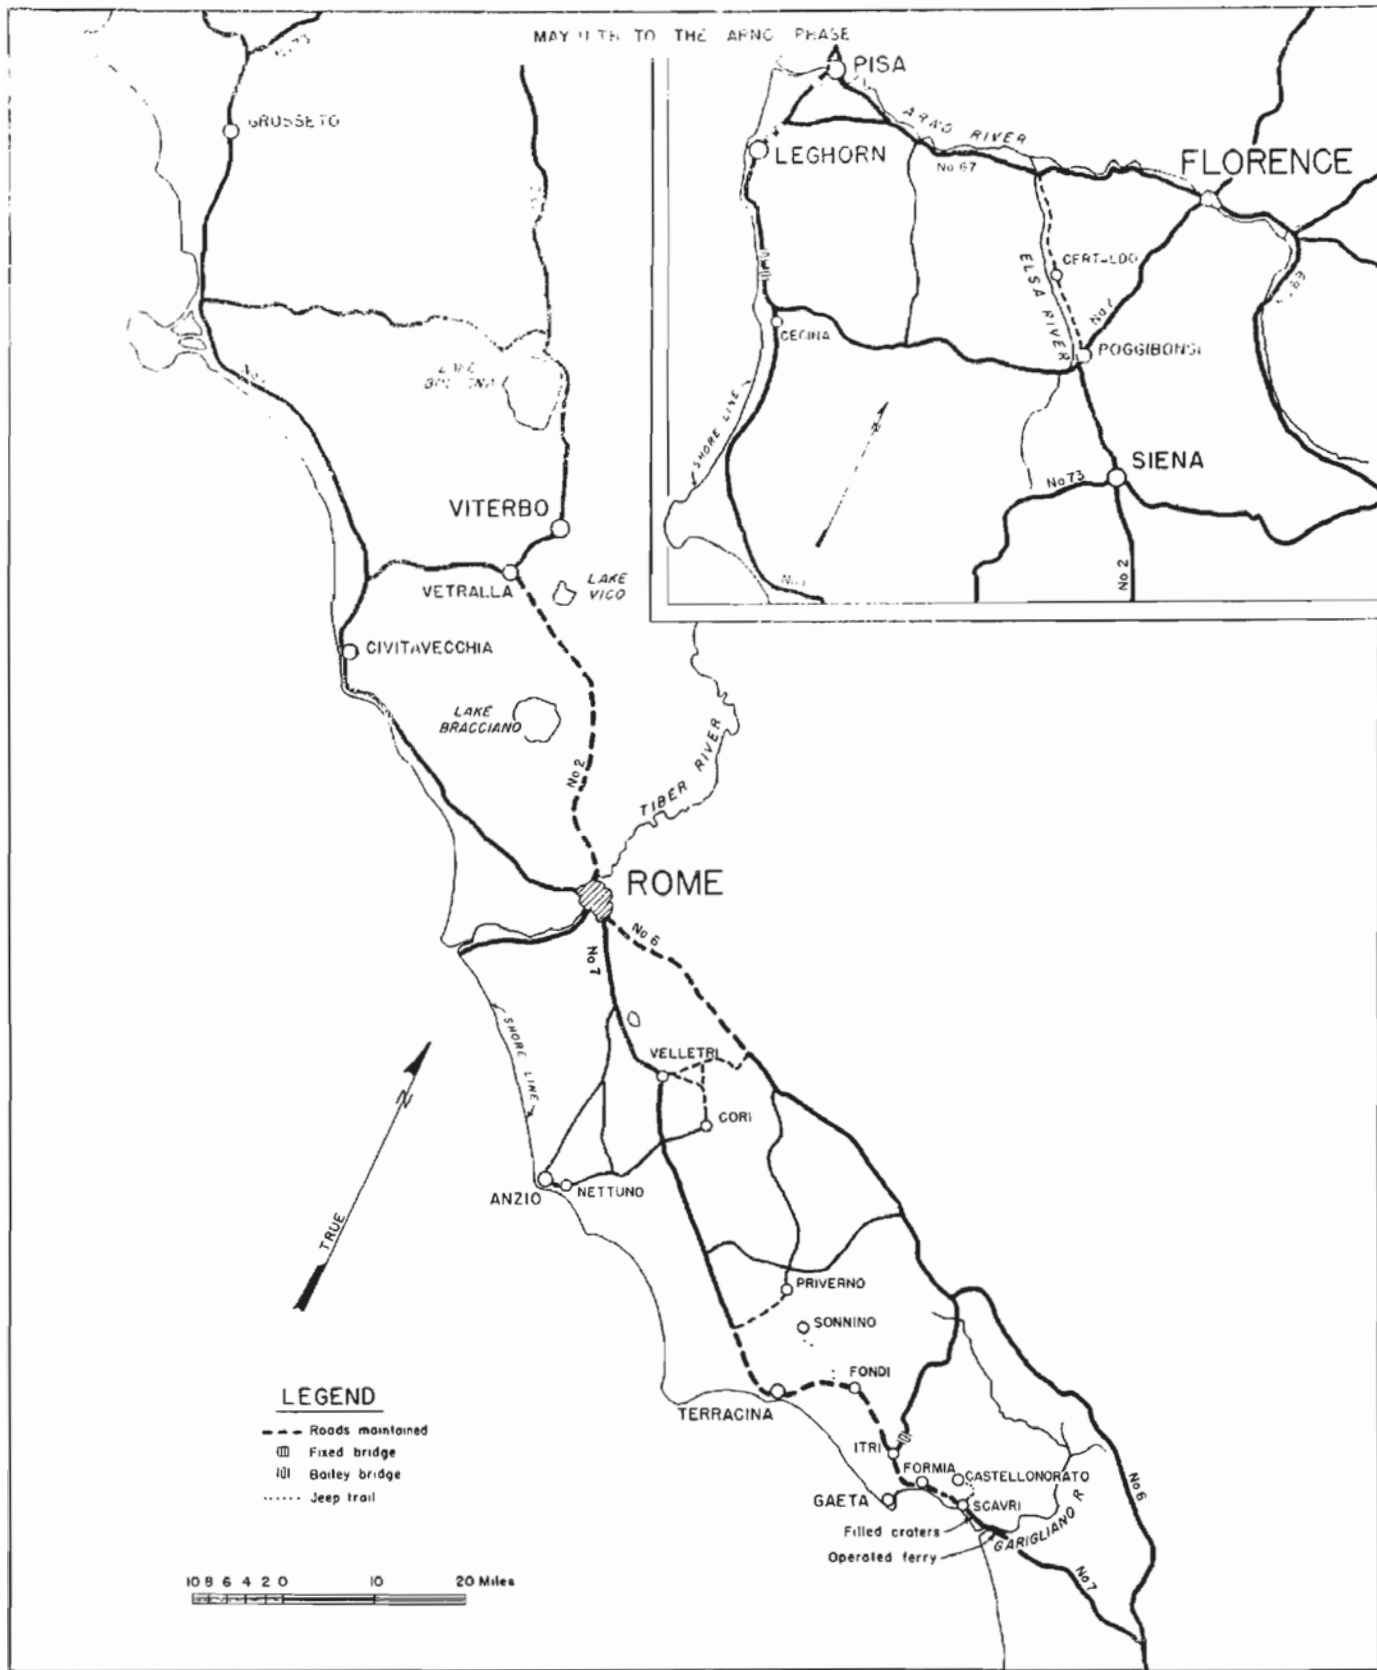 MAY 11TH TO THE ARNO PHASE
PISA
ARNO RIVER
LEGHORN
No 67
FLORENCE
ELSA RIVER
CERTALDO
No 2
CECINA
POGGIBONSI
SHORE LINE
N
SIENA
No 73
No 2
GROSSETO
LAKE
BOLSENA
VITERBO
VETRALLA
LAKE
VICO
CIVITAVECCHIA
LAKE
BRACCIANO
No 2
TIBER RIVER
ROME
No 6
No 7
SHORE LINE
VELLETRI
CORI
N
TRUE
ANZIO
NETTUNO
PRIVERNO
SONNINO
FONDI
TERRACINA
ITRI
FORMIA
CASTELLONORATO
GAETA
SCAVRI
Filled craters
GARIGLIANO R
Operated ferry
No 6
No 7
LEGEND
Roads maintained
Fixed bridge
Bailey bridge
Jeep trail
10 8 6 4 2 0 10 20 Miles